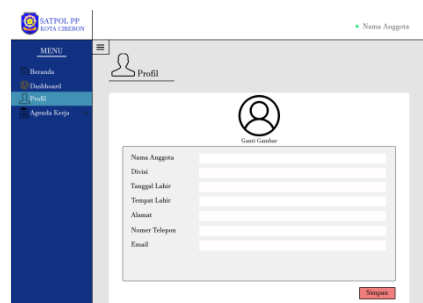 SATPOL PP
KOTA CIREBON
Nama Anggota
MENU
Beranda
Dashboard
Profil
Agenda Kerja
Profil
Ganti Gambar
Nama Anggota
Divisi
Tanggal Lahir
Tempat Lahir
Alamat
Nomer Telepon
Email
Simpan